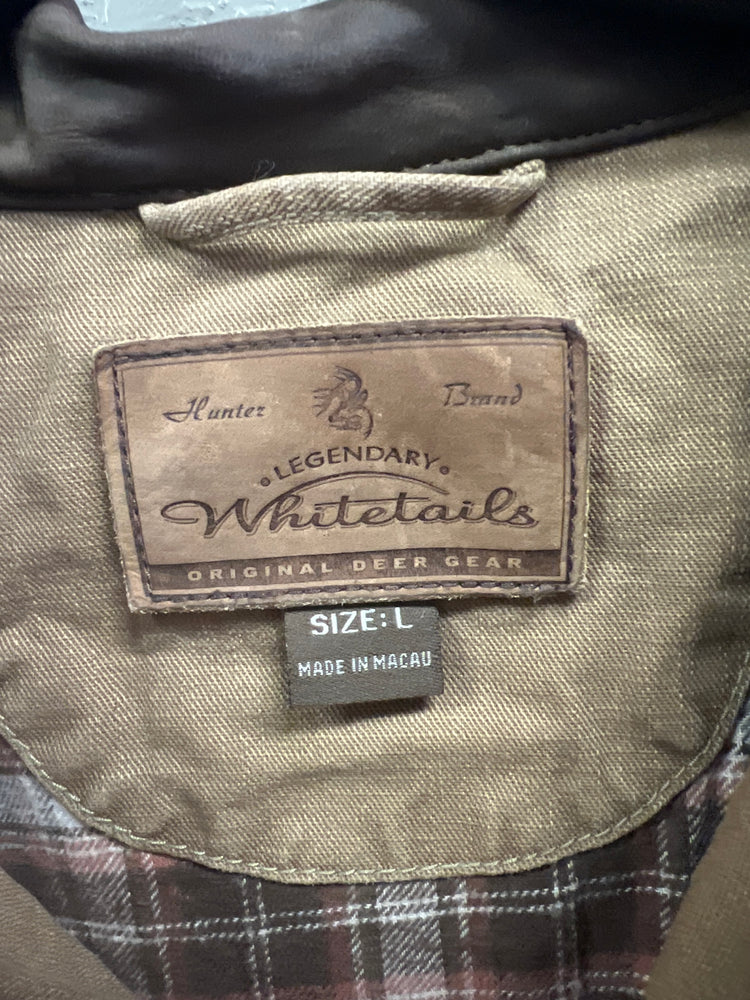 Hunter Brand
LEGENDARY
Whitetails
ORIGINAL DEER GEAR
SIZE: L
MADE IN MACAU